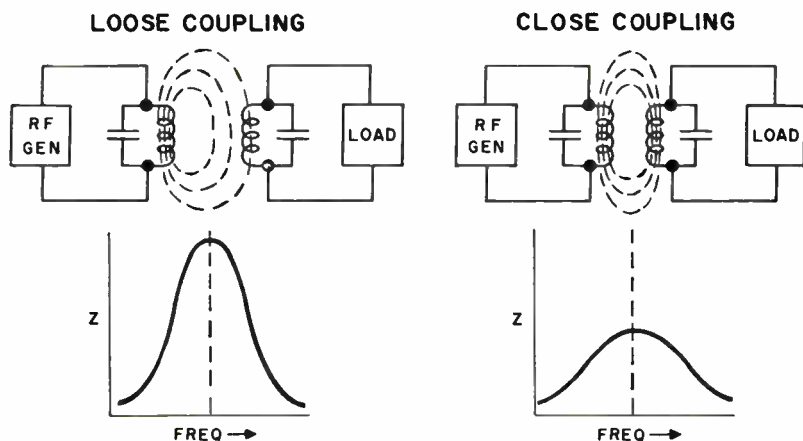 LOOSE COUPLING
RF
GEN
LOAD
Z
FREQ →
CLOSE COUPLING
RF
GEN
LOAD
Z
FREQ →